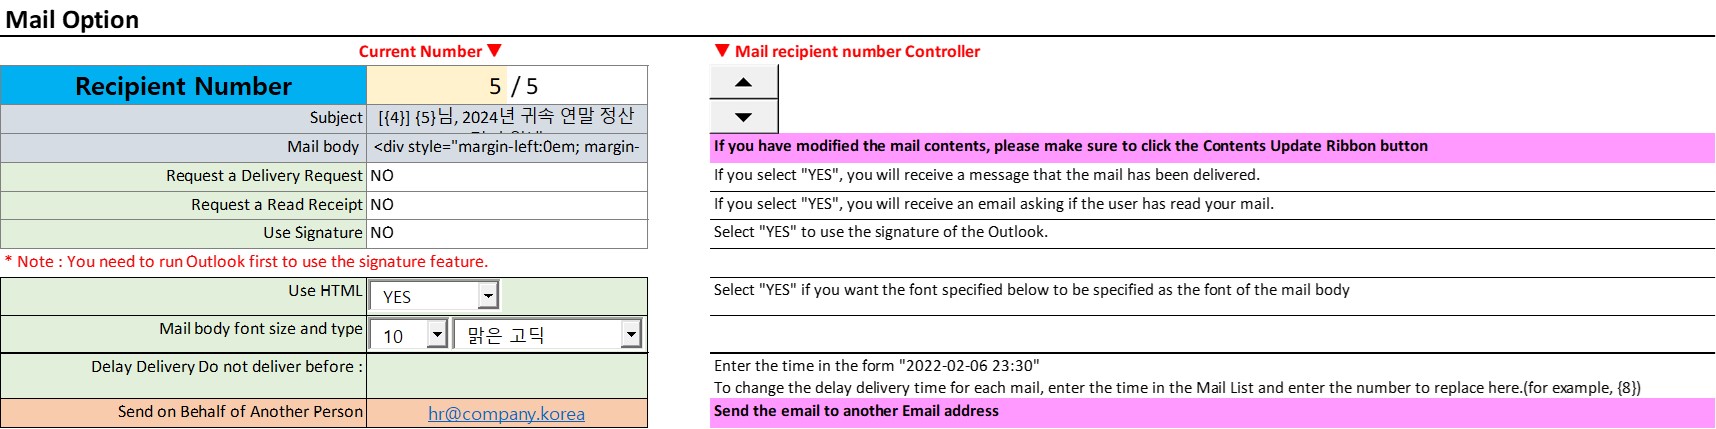 Mail Option
Current Number ▼
▼ Mail recipient number Controller
Recipient Number 5 / 5
Subject [{4}] {5}님, 2024년 귀속 연말 정산
Mail body <div style="margin-left:0em; margin-
If you have modified the mail contents, please make sure to click the Contents Update Ribbon button
Request a Delivery Request NO
If you select "YES", you will receive a message that the mail has been delivered.
Request a Read Receipt NO
If you select "YES", you will receive an email asking if the user has read your mail.
Use Signature NO
Select "YES" to use the signature of the Outlook.
* Note : You need to run Outlook first to use the signature feature.
Use HTML YES
Select "YES" if you want the font specified below to be specified as the font of the mail body
Mail body font size and type 10 맑은 고딕
Delay Delivery Do not deliver before :
Enter the time in the form "2022-02-06 23:30"
To change the delay delivery time for each mail, enter the time in the Mail List and enter the number to replace here.(for example, {8})
Send on Behalf of Another Person hr@company.korea
Send the email to another Email address